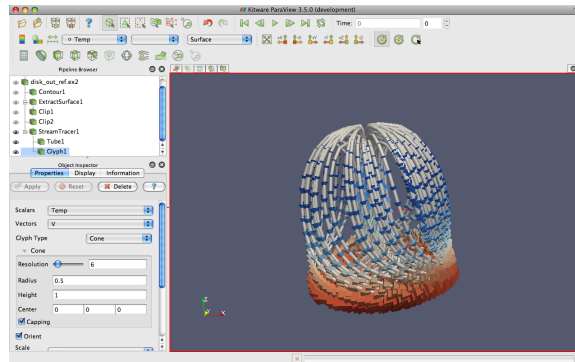 Kitware ParaView 3.5.0 (development)
Time: 0 0
Temp Surface
Pipeline Browser
disk_out_ref.ex2
Contour1
ExtractSurface1
Clip1
Clip2
StreamTracer1
Tube1
Glyph1
Object Inspector
Properties Display Information
Apply Reset Delete ?
Scalars Temp
Vectors V
Glyph Type Cone
Cone
Resolution 6
Radius 0.5
Height 1
Center 0 0 0
Capping
Orient
Scale
Z
Y X